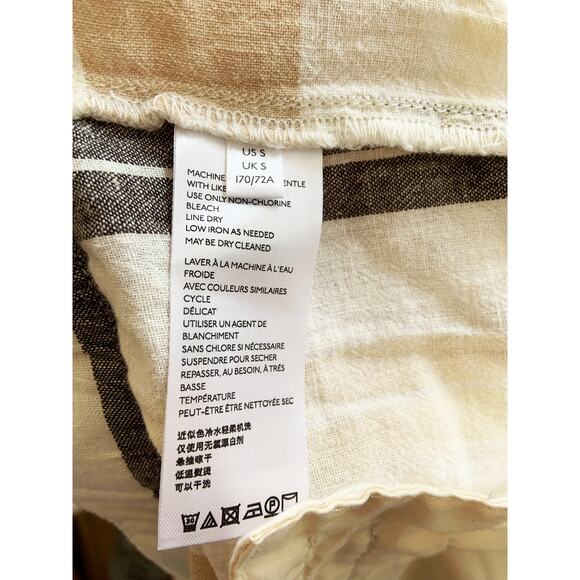 US S
UK S
170/72A
MACHINE ENTLE
WITH LIKE
USE ONLY NON-CHLORINE
BLEACH
LINE DRY
LOW IRON AS NEEDED
MAY BE DRY CLEANED
LAVER À LA MACHINE À L'EAU
FROIDE
AVEC COULEURS SIMILAIRES
CYCLE
DÉLICAT
UTILISER UN AGENT DE
BLANCHIMENT
SANS CHLORE SI NÉCESSAIRE
SUSPENDRE POUR SECHER
REPASSER, AU BESOIN, À TRÉS
BASSE
TEMPÉRATURE
PEUT-ÊTRE ÊTRE NETTOYÉE SEC
近似色冷水轻柔机洗
仅使用无氯漂白剂
悬挂晾干
低温熨烫
可以干洗
30 P